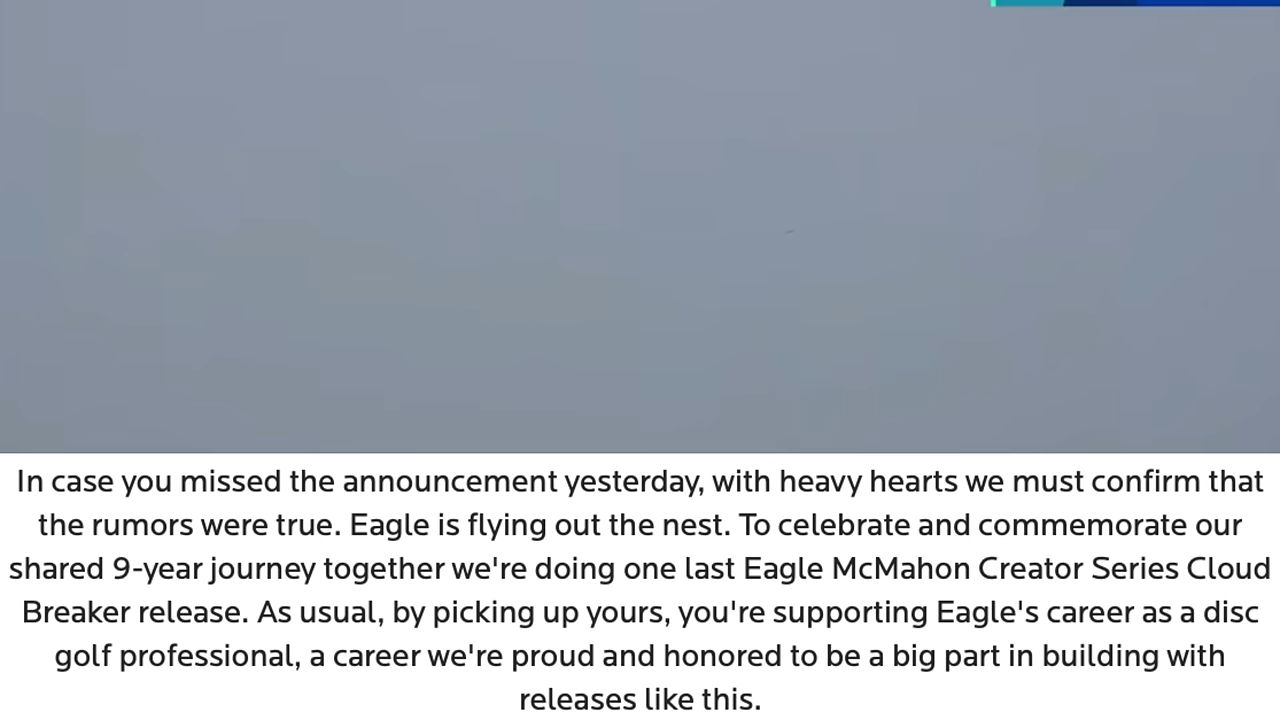 In case you missed the announcement yesterday, with heavy hearts we must confirm that
the rumors were true. Eagle is flying out the nest. To celebrate and commemorate our
shared 9-year journey together we're doing one last Eagle McMahon Creator Series Cloud
Breaker release. As usual, by picking up yours, you're supporting Eagle's career as a disc
golf professional, a career we're proud and honored to be a big part in building with
releases like this.